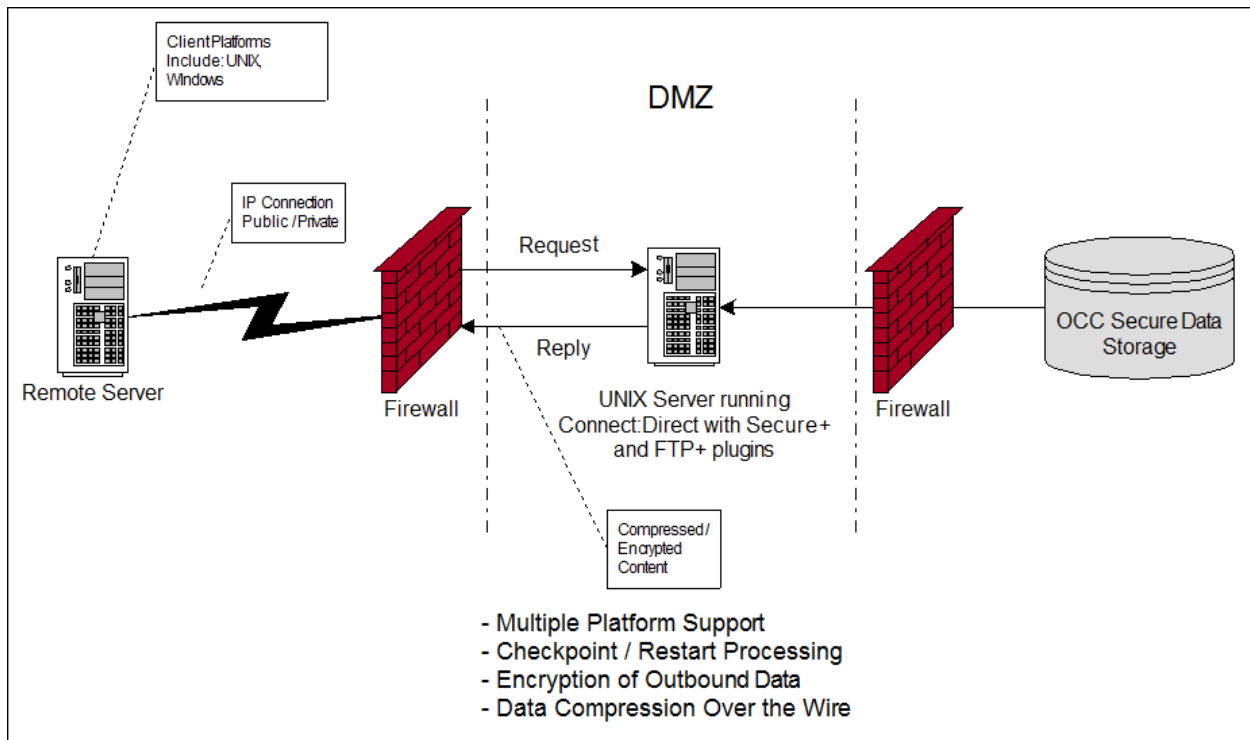 Client Platforms
Include: UNIX,
WIndows
DMZ
IP Connection
Public / Private
Request
Reply
Remote Server
Firewall
UNIX Server running
Connect:Direct with Secure+
and FTP+ plugins
Firewall
OCC Secure Data
Storage
Compressed /
Encrypted
Content
- Multiple Platform Support
- Checkpoint / Restart Processing
- Encryption of Outbound Data
- Data Compression Over the Wire